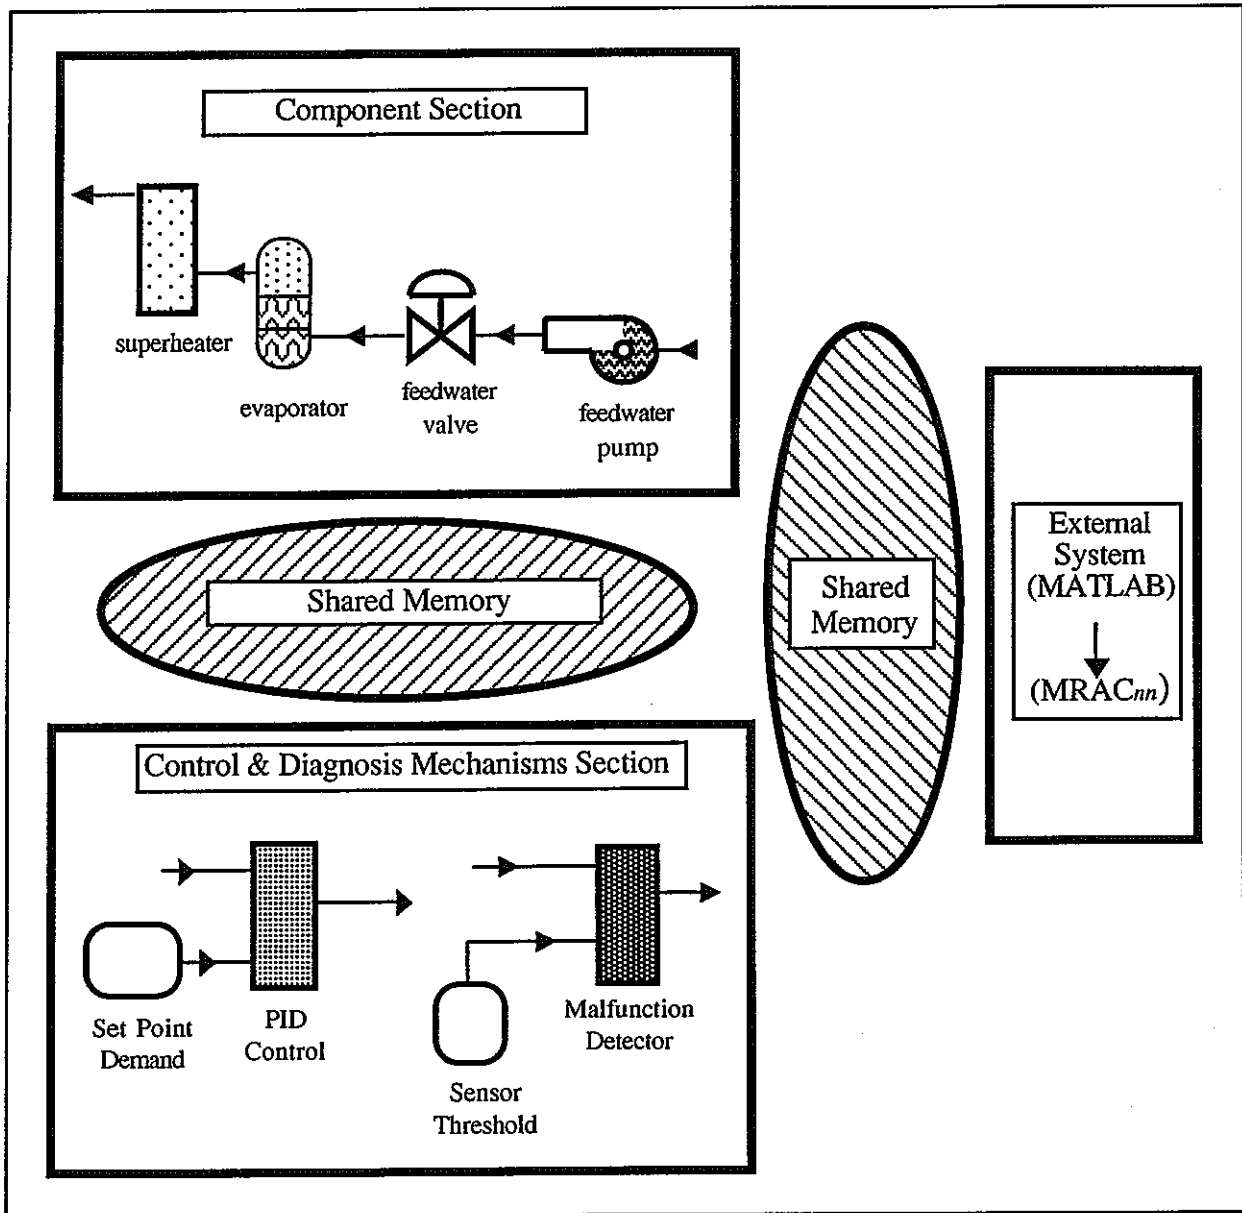 Component Section
superheater
evaporator
feedwater
valve
feedwater
pump
Shared Memory
Shared
Memory
External
System
(MATLAB)
(MRACnn)
Control & Diagnosis Mechanisms Section
Set Point
Demand
PID
Control
Sensor
Threshold
Malfunction
Detector